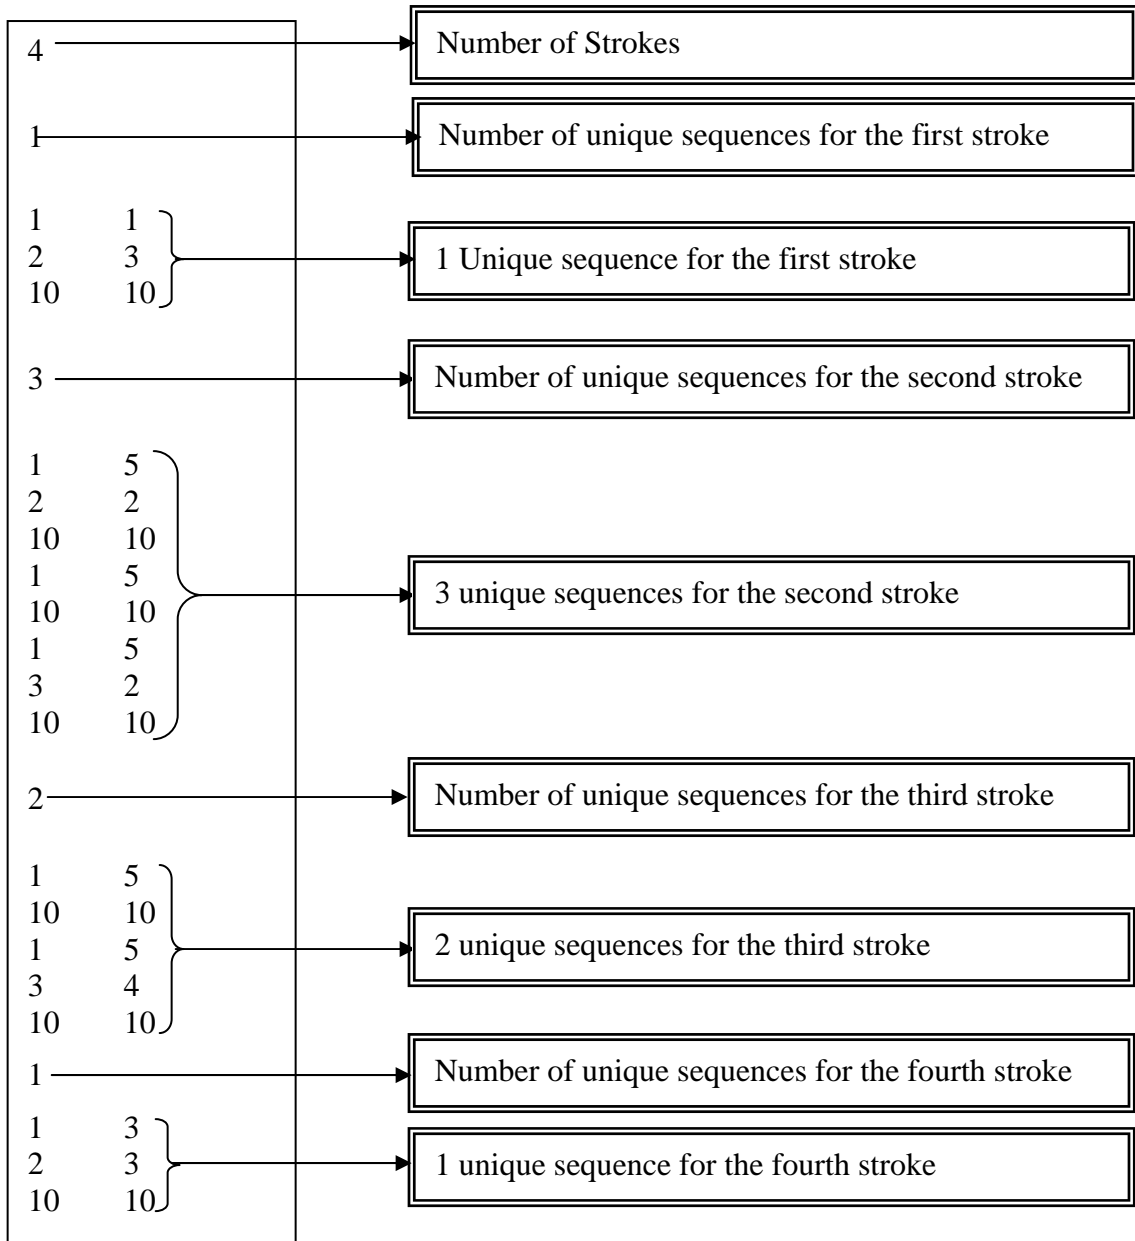 4 Number of Strokes
1 Number of unique sequences for the first stroke
1 1
2 3
1 Unique sequence for the first stroke
10 10
3 Number of unique sequences for the second stroke
1 5
2 2
10 10
1 5
3 unique sequences for the second stroke
10 10
1 5
3 2
10 10
2 Number of unique sequences for the third stroke
1 5
10 10
1 5
2 unique sequences for the third stroke
3 4
10 10
1 Number of unique sequences for the fourth stroke
1 3
2 3
1 unique sequence for the fourth stroke
10 10